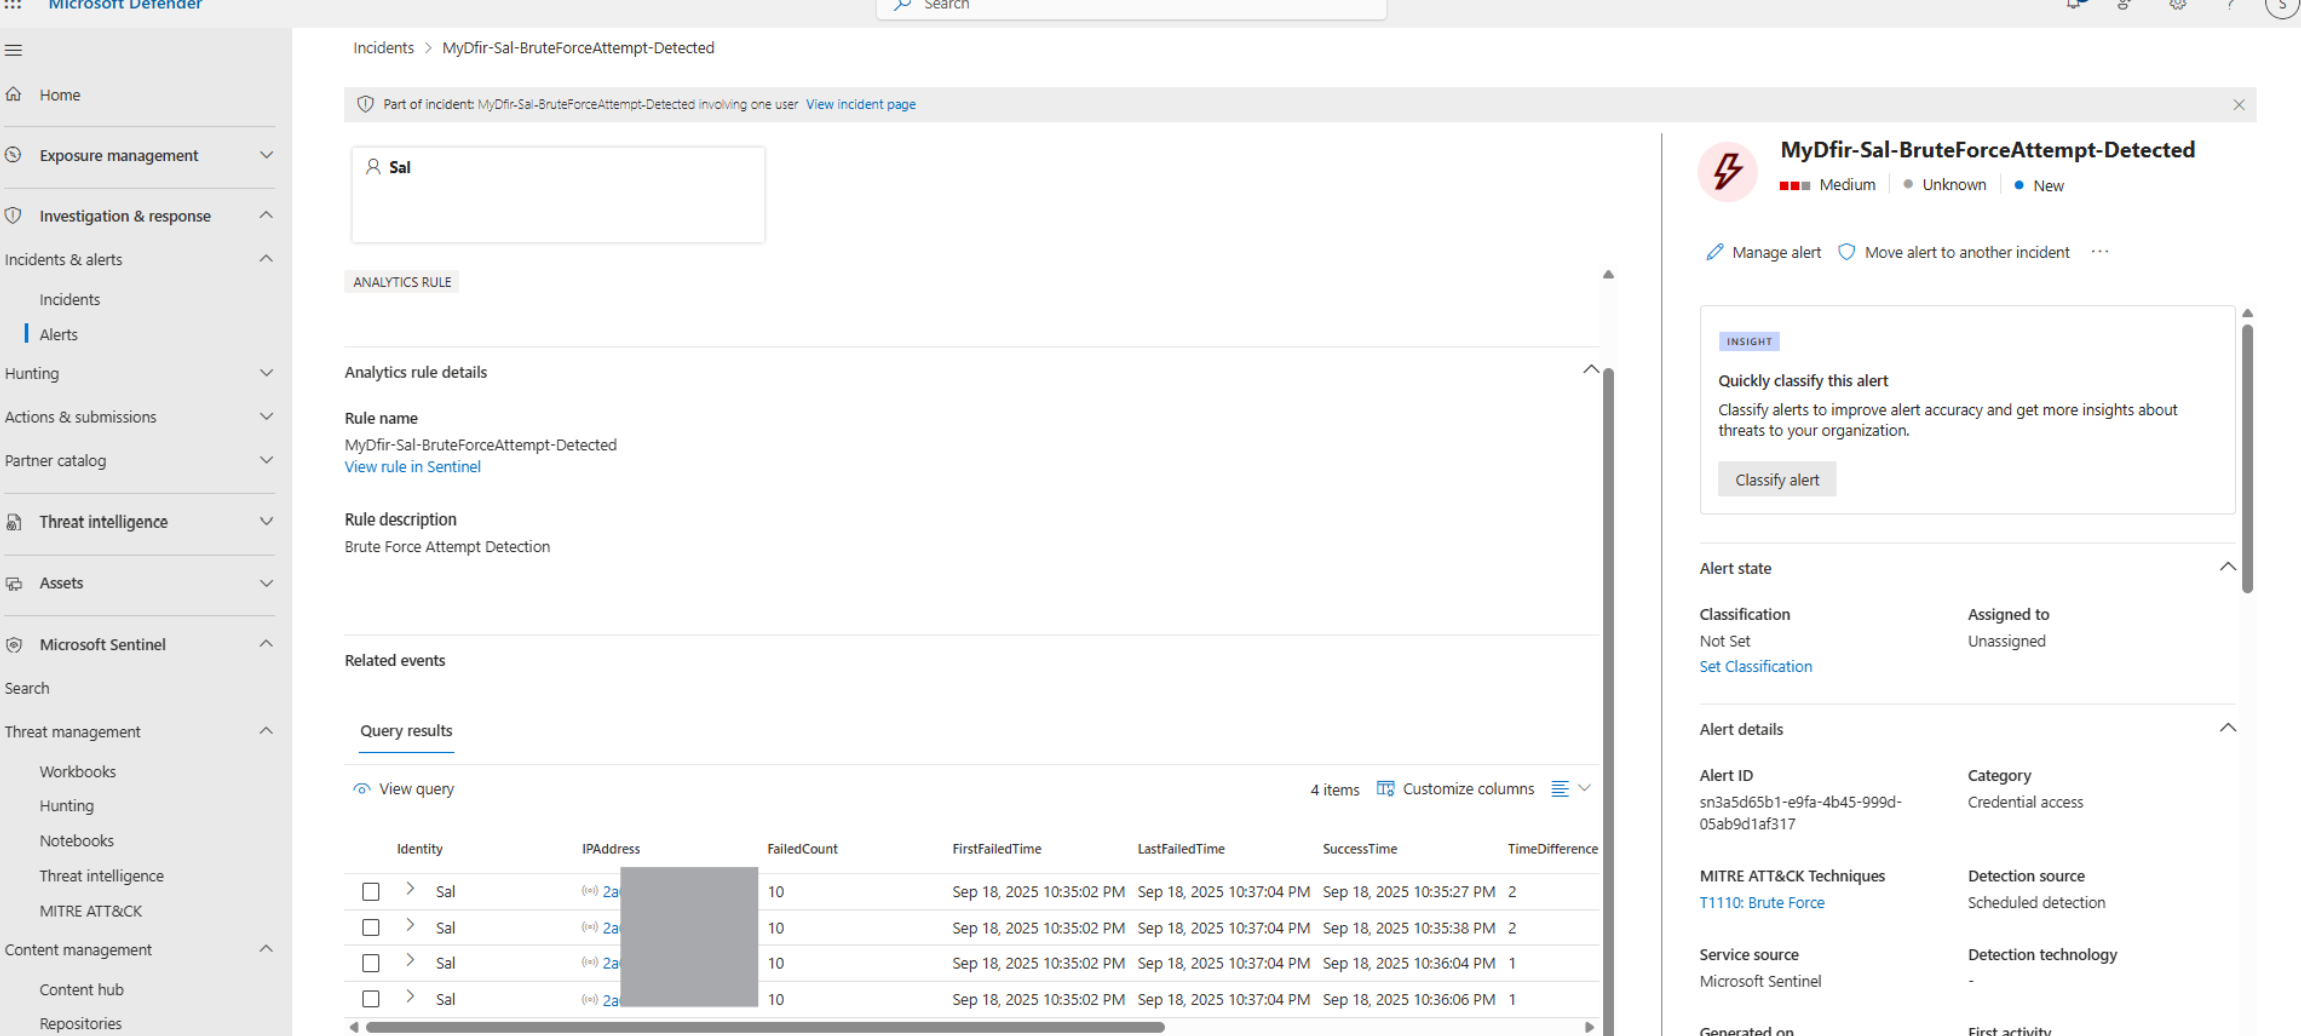 Microsoft Defender
Search
S
Incidents > MyDfir-Sal-BruteForceAttempt-Detected
Home
Exposure management
Investigation & response
Incidents & alerts
Incidents
Alerts
Hunting
Actions & submissions
Partner catalog
Threat intelligence
Assets
Microsoft Sentinel
Search
Threat management
Workbooks
Hunting
Notebooks
Threat intelligence
MITRE ATT&CK
Content management
Content hub
Repositories
Part of incident: MyDfir-Sal-BruteForceAttempt-Detected involving one user View incident page
Sal
ANALYTICS RULE
Analytics rule details
Rule name
MyDfir-Sal-BruteForceAttempt-Detected
View rule in Sentinel
Rule description
Brute Force Attempt Detection
Related events
Query results
View query 4 items Customize columns
Identity IPAddress FailedCount FirstFailedTime LastFailedTime SuccessTime TimeDifference
Sal 2a 10 Sep 18, 2025 10:35:02 PM Sep 18, 2025 10:37:04 PM Sep 18, 2025 10:35:27 PM 2
Sal 2a 10 Sep 18, 2025 10:35:02 PM Sep 18, 2025 10:37:04 PM Sep 18, 2025 10:35:38 PM 2
Sal 2a 10 Sep 18, 2025 10:35:02 PM Sep 18, 2025 10:37:04 PM Sep 18, 2025 10:36:04 PM 1
Sal 2a 10 Sep 18, 2025 10:35:02 PM Sep 18, 2025 10:37:04 PM Sep 18, 2025 10:36:06 PM 1
MyDfir-Sal-BruteForceAttempt-Detected
Medium Unknown New
Manage alert Move alert to another incident ...
INSIGHT
Quickly classify this alert
Classify alerts to improve alert accuracy and get more insights about
threats to your organization.
Classify alert
Alert state
Classification Assigned to
Not Set Unassigned
Set Classification
Alert details
Alert ID Category
sn3a5d65b1-e9fa-4b45-999d- Credential access
05ab9d1af317
MITRE ATT&CK Techniques Detection source
T1110: Brute Force Scheduled detection
Service source Detection technology
Microsoft Sentinel -
Generated on First activity